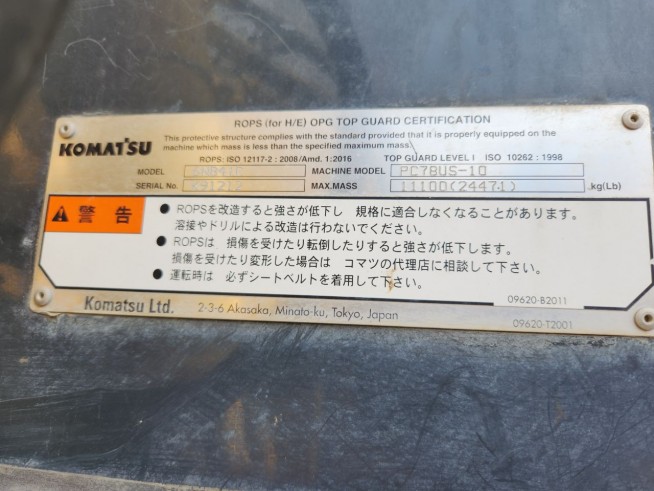 ROPS (for H/E) OPG TOP GUARD CERTIFICATION
KOMATSU
This protective structure complies with the standard provided that it is properly equipped on the
machine which mass is less than the specified maximum mass.
ROPS: ISO 12117-2 : 2008/Amd. 1:2016 TOP GUARD LEVEL I ISO 10262 : 1998
MODEL MACHINE MODEL PC78US-10
SERIAL No. MAX.MASS 11100(24471) kg(Lb)
警告
● ROPSを改造すると強さが低下し 規格に適合しなくなることがあります。
溶接やドリルによる改造は行わないでください。
● ROPSは 損傷を受けたり転倒したりすると強さが低下します。
損傷を受けたり変形した場合は コマツの代理店に相談して下さい。
● 運転時は 必ずシートベルトを着用して下さい。
09620-B2011
Komatsu Ltd. 2-3-6 Akasaka, Minato-ku, Tokyo, Japan
09620-T2001